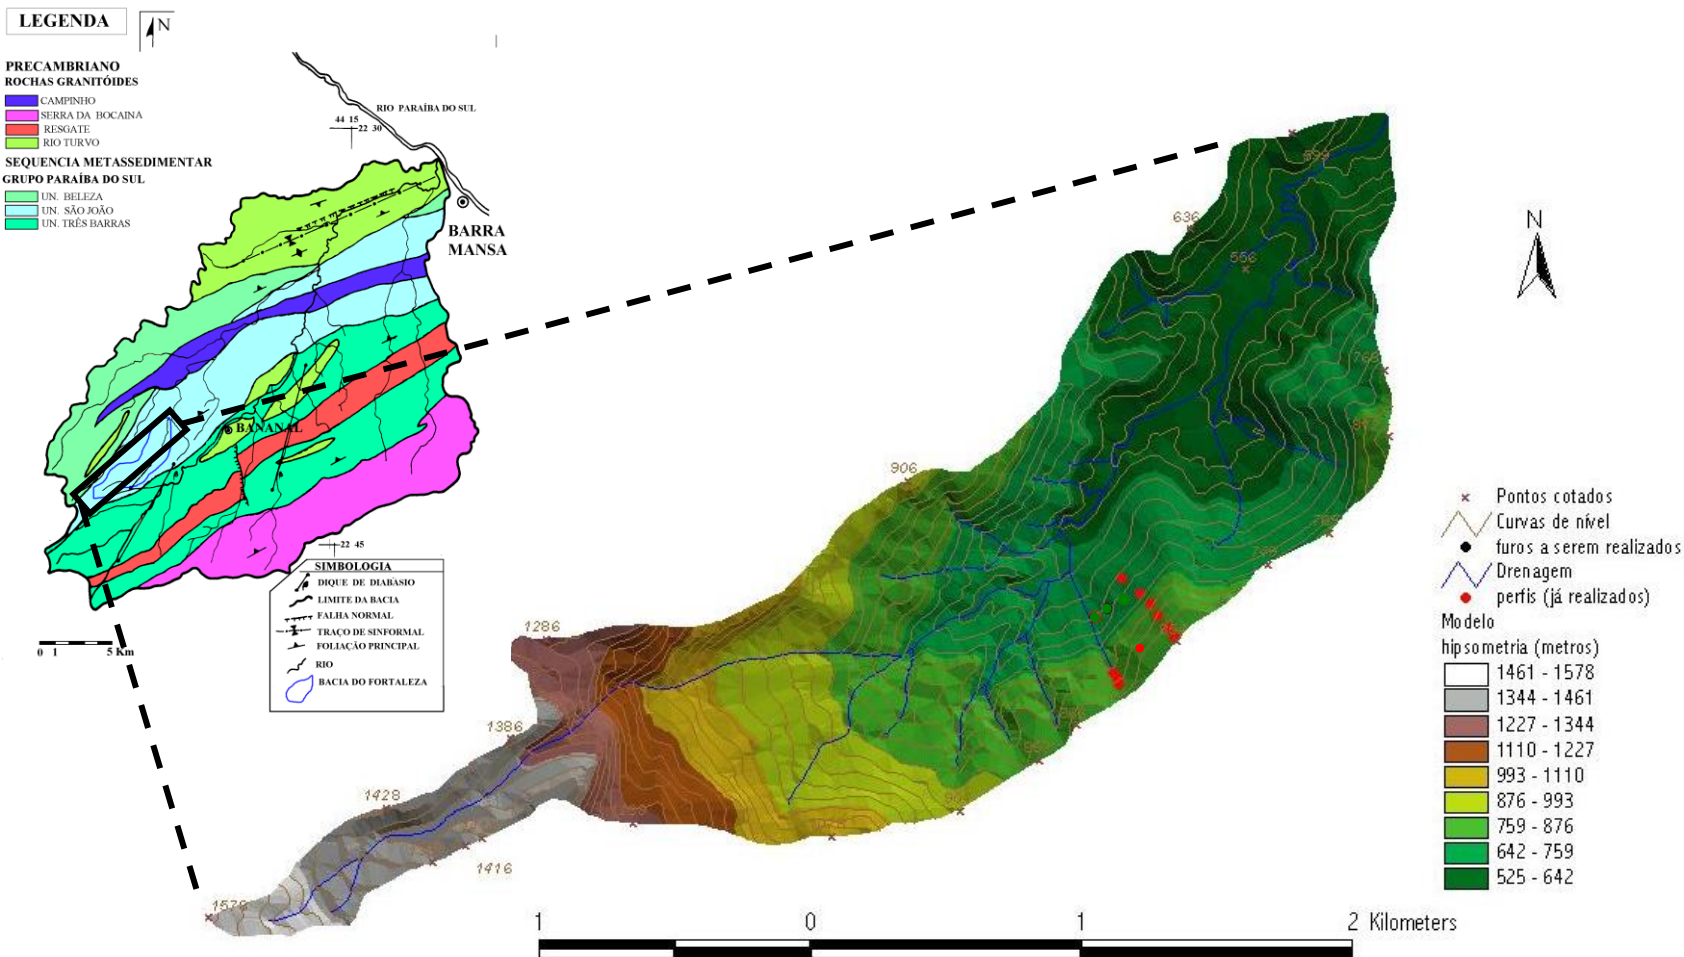 LEGENDA
N
PRECAMBRIANO
ROCHAS GRANITÓIDES
CAMPINHO
SERRA DA BOCAINA
RESGATE
RIO TURVO
SEQUENCIA METASSEDIMENTAR
GRUPO PARAÍBA DO SUL
UN. BELEZA
UN. SÃO JOÃO
UN. TRÊS BARRAS
RIO PARAÍBA DO SUL
44 15
22 30
BARRA
MANSA
BANANAL
22 45
0 1 5 Km
SIMBOLOGIA
DIQUE DE DIABÁSIO
LIMITE DA BACIA
FALHA NORMAL
TRAÇO DE SINFORMAL
FOLIAÇÃO PRINCIPAL
RIO
BACIA DO FORTALEZA
636
556
906
1286
1386
1428
1416
1578
N
Pontos cotados
Curvas de nível
furos a serem realizados
Drenagem
perfis (já realizados)
Modelo
hipsometria (metros)
1461 - 1578
1344 - 1461
1227 - 1344
1110 - 1227
993 - 1110
876 - 993
759 - 876
642 - 759
525 - 642
1 0 1 2 Kilometers